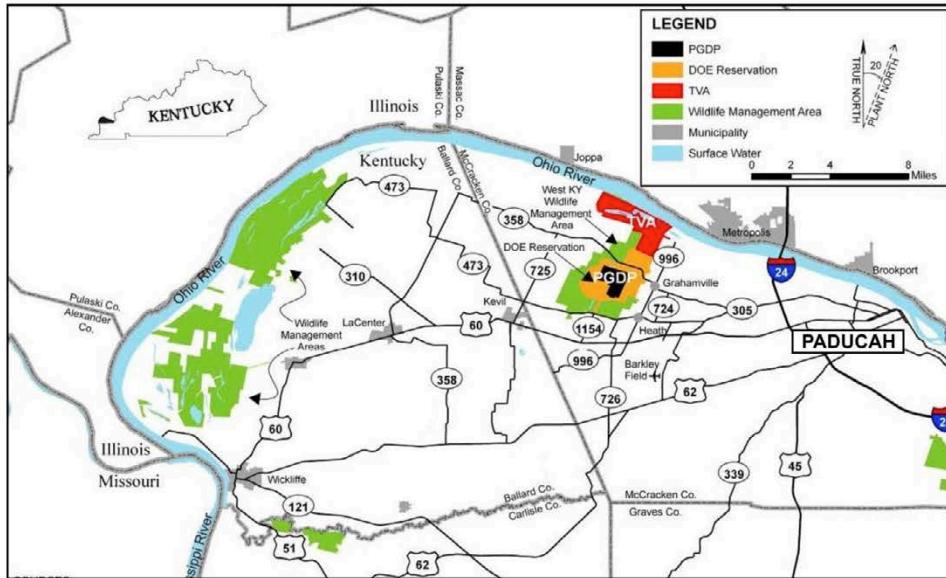 LEGEND
PGDP
DOE Reservation
TVA
Wildlife Management Area
Municipality
Surface Water
TRUE NORTH
20
PLANT NORTH
0 2 4 8
Miles
KENTUCKY
Illinois
Pulaski Co.
Massac Co.
Kentucky
Ballard Co.
McCracken Co.
Ohio River
Joppa
473
358
West KY
Wildlife
Management
Area
TVA
Metropolis
DOE Reservation
PGDP
996
24
Brookport
Ohio River
310
473
725
Grahamville
Pulaski Co.
Alexander Co.
Wildlife
Management
Areas
LaCenter
60
Kevil
1154
724
305
Heath
PADUCAH
996
Barkley
Field
358
726
62
60
Illinois
Missouri
Wickliffe
339
45
121
Ballard Co.
Carlisle Co.
McCracken Co.
Graves Co.
51
62